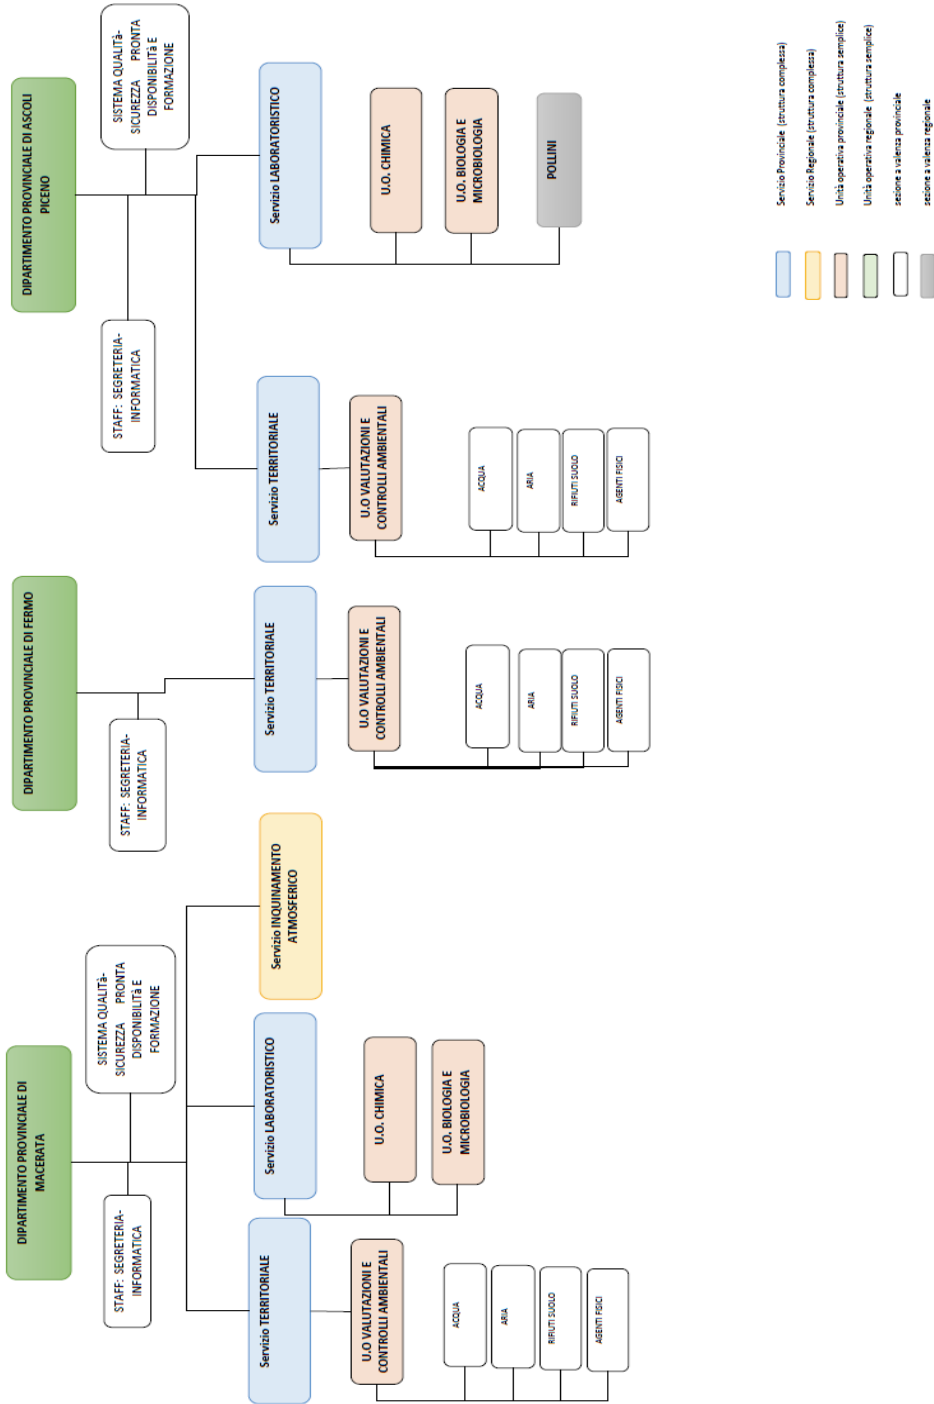 DIPARTIMENTO PROVINCIALE DI
MACERATA
STAFF: SEGRETERIA-
INFORMATICA
SISTEMA QUALITà-
SICUREZZA PRONTA
DISPONIBILITà E
FORMAZIONE
Servizio TERRITORIALE
U.O VALUTAZIONI E
CONTROLLI AMBIENTALI
ACQUA
ARIA
RIFIUTI SUOLO
AGENTI FISICI
Servizio LABORATORISTICO
U.O. CHIMICA
U.O. BIOLOGIA E
MICROBIOLOGIA
Servizio INQUINAMENTO
ATMOSFERICO
DIPARTIMENTO PROVINCIALE DI FERMO
STAFF: SEGRETERIA-
INFORMATICA
Servizio TERRITORIALE
U.O VALUTAZIONI E
CONTROLLI AMBIENTALI
ACQUA
ARIA
RIFIUTI SUOLO
AGENTI FISICI
DIPARTIMENTO PROVINCIALE DI ASCOLI
PICENO
STAFF: SEGRETERIA-
INFORMATICA
SISTEMA QUALITà-
SICUREZZA PRONTA
DISPONIBILITà E
FORMAZIONE
Servizio TERRITORIALE
U.O VALUTAZIONI E
CONTROLLI AMBIENTALI
ACQUA
ARIA
RIFIUTI SUOLO
AGENTI FISICI
Servizio LABORATORISTICO
U.O. CHIMICA
U.O. BIOLOGIA E
MICROBIOLOGIA
POLLINI
Servizio Provinciale (struttura complessa)
Servizio Regionale (struttura complessa)
Unità operativa provinciale (struttura semplice)
Unità operativa regionale (struttura semplice)
sezione a valenza provinciale
sezione a valenza regionale